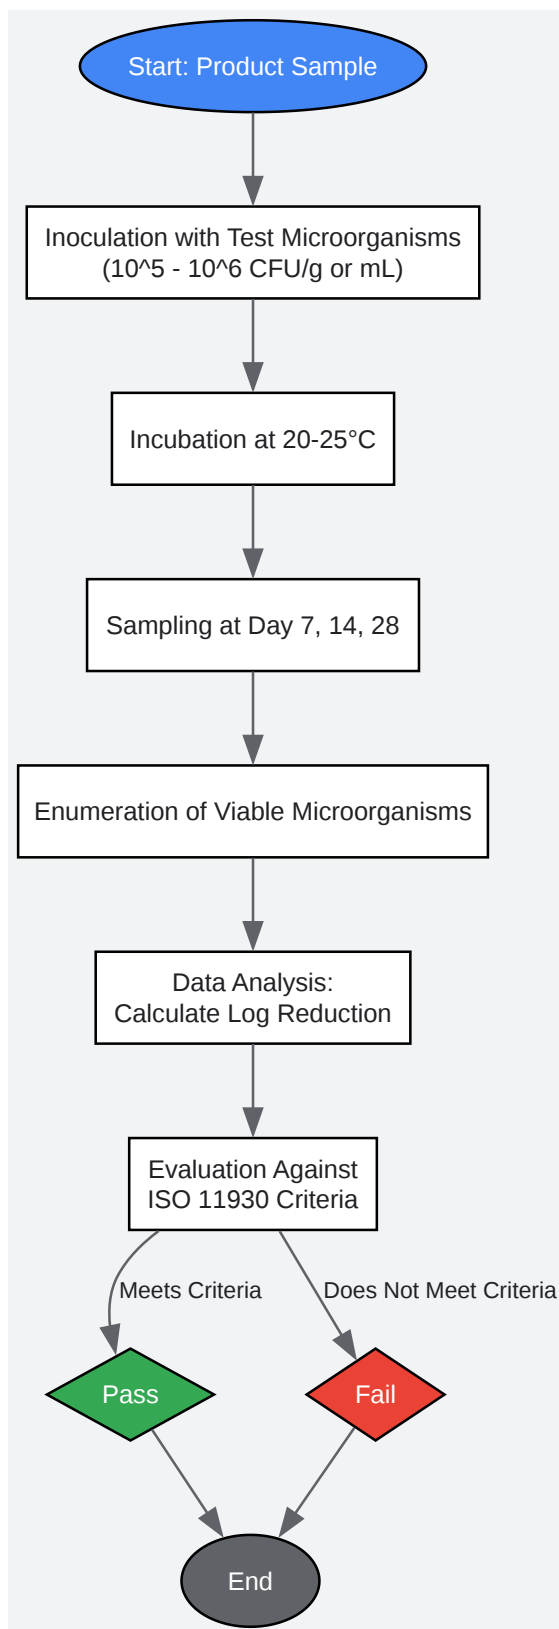 Start: Product Sample
Inoculation with Test Microorganisms
(10^5 - 10^6 CFU/g or mL)
Incubation at 20-25°C
Sampling at Day 7, 14, 28
Enumeration of Viable Microorganisms
Data Analysis:
Calculate Log Reduction
Evaluation Against
ISO 11930 Criteria
Meets Criteria
Does Not Meet Criteria
Pass
Fail
End